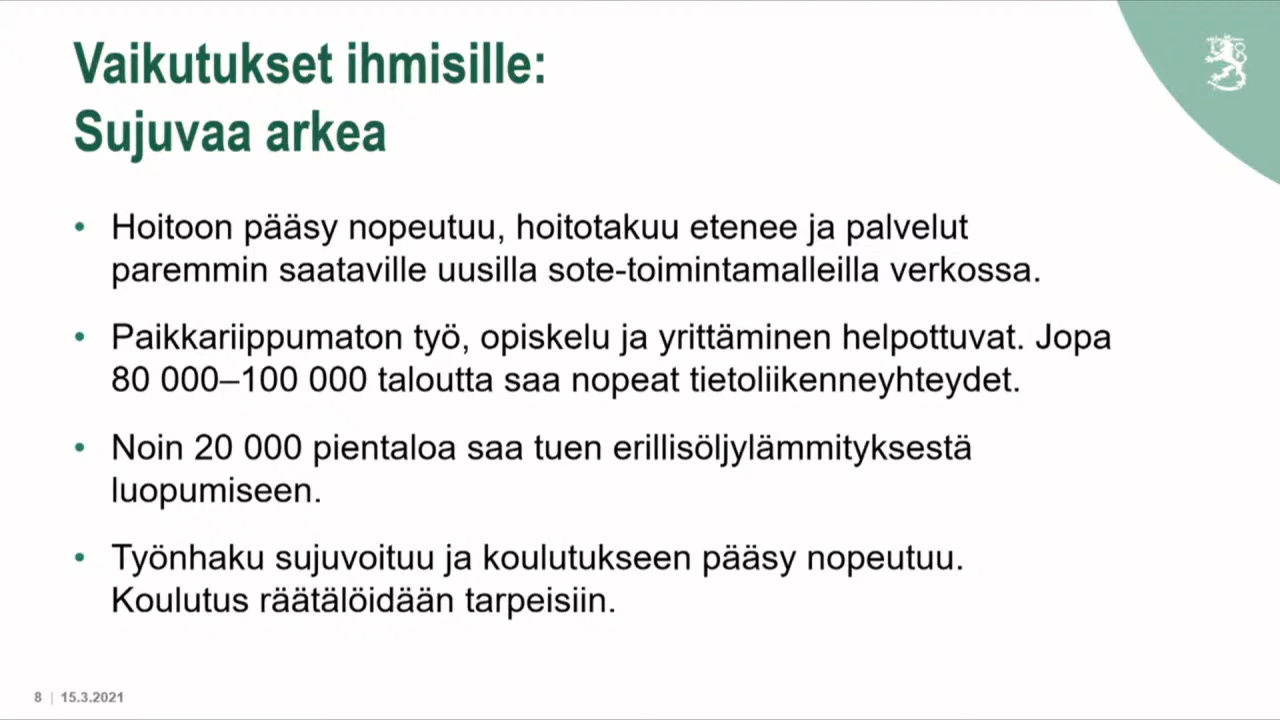 Vaikutukset ihmisille:
Sujuvaa arkea
• Hoitoon pääsy nopeutuu, hoitotakuu etenee ja palvelut
paremmin saataville uusilla sote-toimintamalleilla verkossa.
• Paikkariippumaton työ, opiskelu ja yrittäminen helpottuvat. Jopa
80 000–100 000 taloutta saa nopeat tietoliikenneyhteydet.
• Noin 20 000 pientaloa saa tuen erillisöljylämmityksestä
luopumiseen.
• Työnhaku sujuvoituu ja koulutukseen pääsy nopeutuu.
Koulutus räätälöidään tarpeisiin.
8 | 15.3.2021